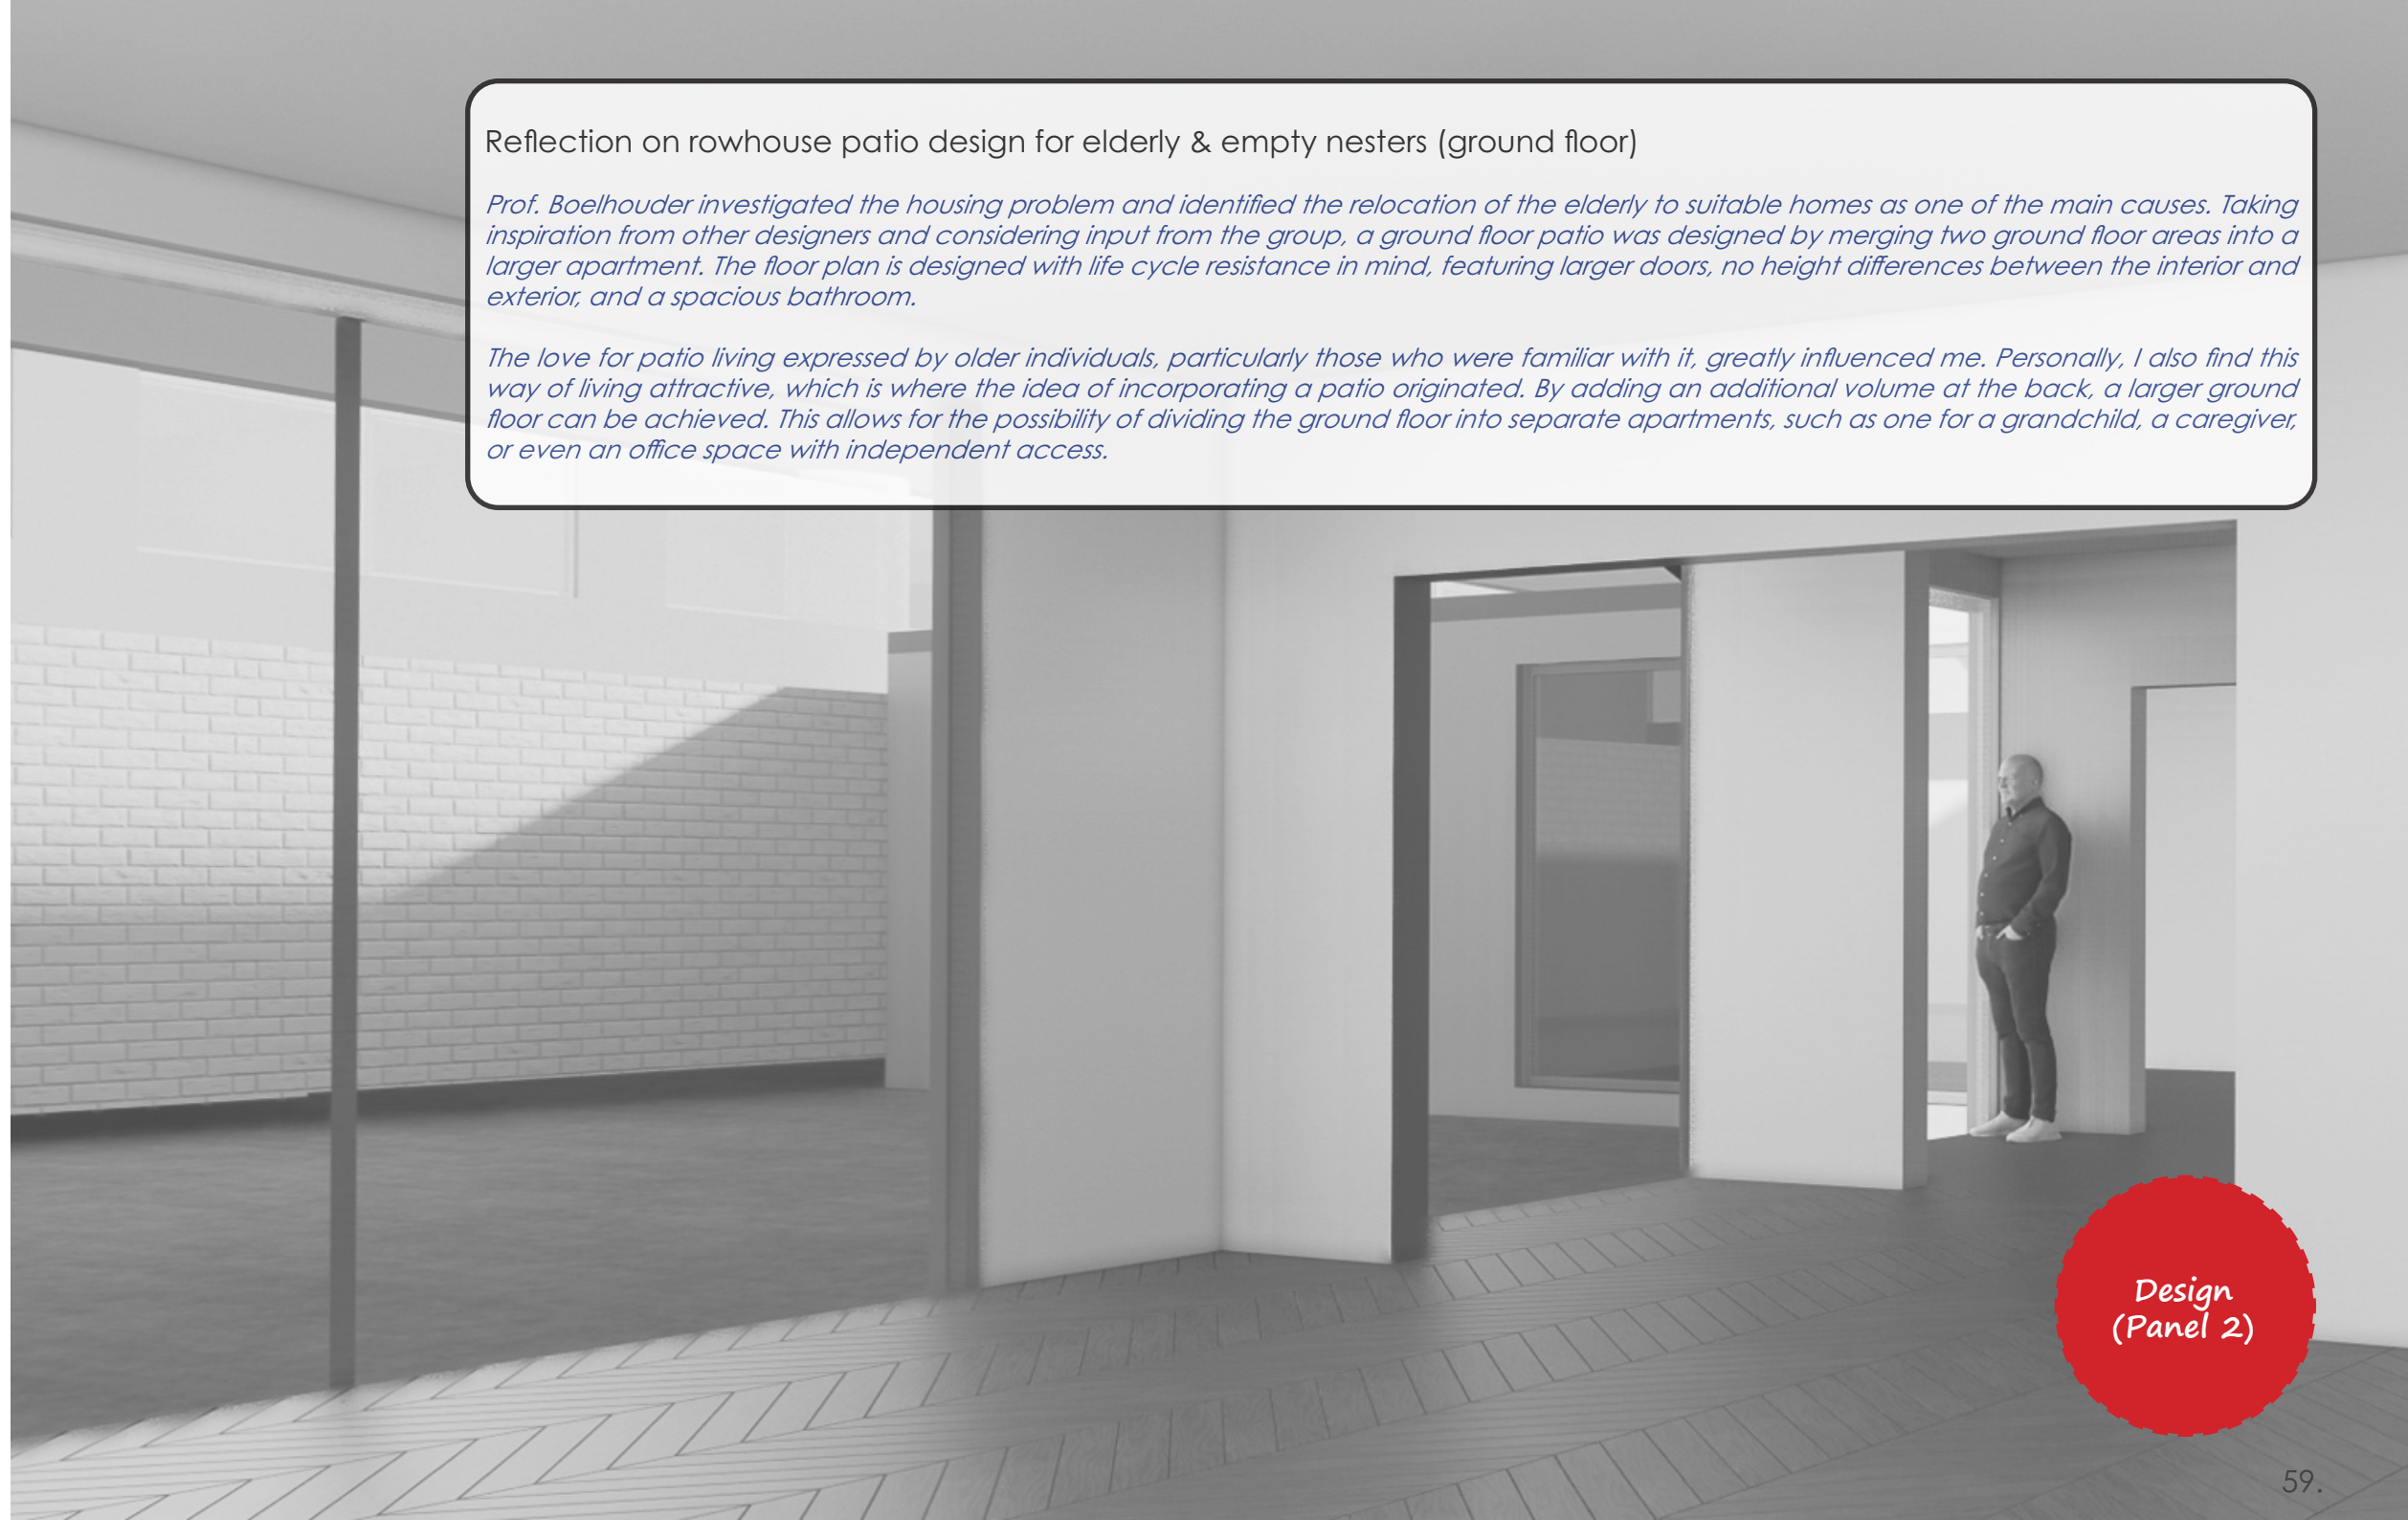 Reflection on rowhouse patio design for elderly & empty nesters (ground floor)
Prof. Boelhouder investigated the housing problem and identified the relocation of the elderly to suitable homes as one of the main causes. Taking
inspiration from other designers and considering input from the group, a ground floor patio was designed by merging two ground floor areas into a
larger apartment. The floor plan is designed with life cycle resistance in mind, featuring larger doors, no height differences between the interior and
exterior, and a spacious bathroom.
The love for patio living expressed by older individuals, particularly those who were familiar with it, greatly influenced me. Personally, I also find this
way of living attractive, which is where the idea of incorporating a patio originated. By adding an additional volume at the back, a larger ground
floor can be achieved. This allows for the possibility of dividing the ground floor into separate apartments, such as one for a grandchild, a caregiver,
or even an office space with independent access.
Design
(Panel 2)
59.